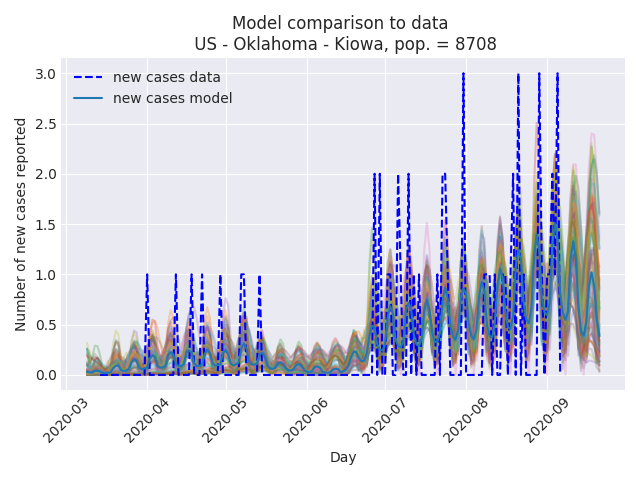 Model comparison to data
US - Oklahoma - Kiowa, pop. = 8708
new cases data
new cases model
Number of new cases reported
3.0
2.5
2.0
1.5
1.0
0.5
0.0
2020-03
2020-04
2020-05
2020-06
2020-07
2020-08
2020-09
Day